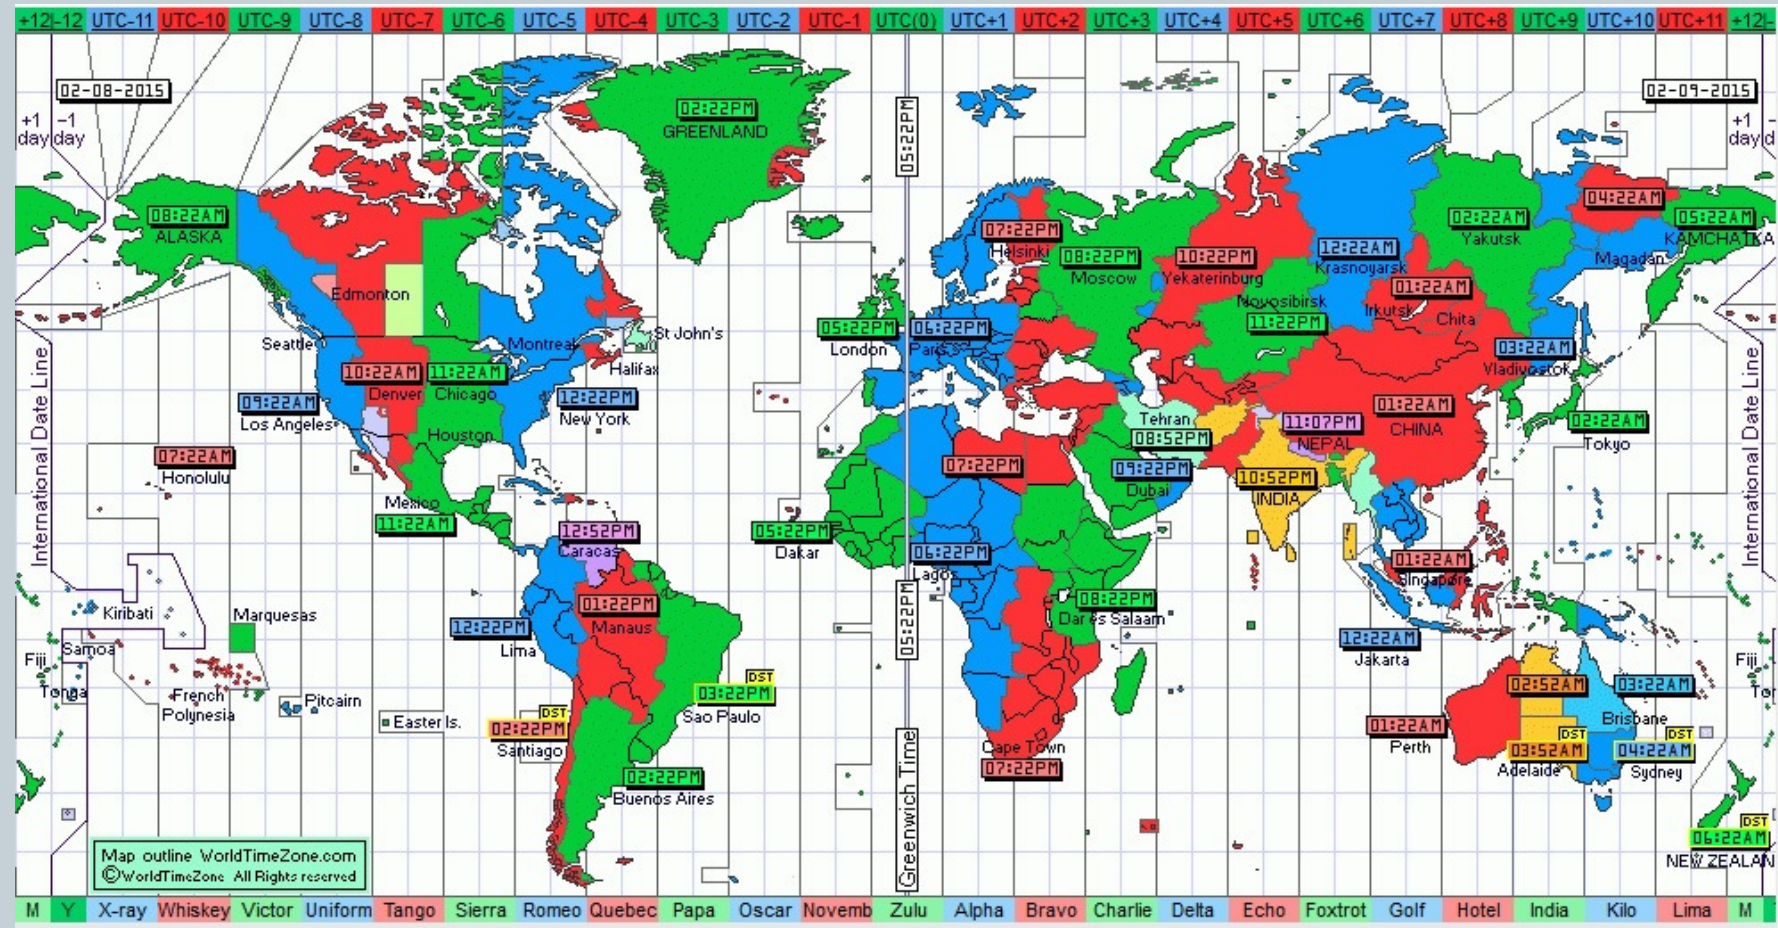 +12|-12 UTC-11 UTC-10 UTC-9 UTC-8 UTC-7 UTC-6 UTC-5 UTC-4 UTC-3 UTC-2 UTC-1 UTC(0) UTC+1 UTC+2 UTC+3 UTC+4 UTC+5 UTC+6 UTC+7 UTC+8 UTC+9 UTC+10 UTC+11 +12|-
02-08-2015
02-09-2015
+1 day
-1 day
+1 day
International Date Line
International Date Line
05:22PM
05:22PM
Greenwich Time
02:22PM
GREENLAND
08:22AM
ALASKA
04:22AM
Magadan
05:22AM
KAMCHATKA
02:22AM
Yakutsk
12:22AM
Krasnoyarsk
07:22PM
Helsinki
08:22PM
Moscow
10:22PM
Yekaterinburg
Novosibirsk
11:22PM
01:22AM
Irkutsk
Chita
03:22AM
Vladivostok
Edmonton
Seattle
Montreal
St John's
Halifax
05:22PM
London
06:22PM
Paris
10:22AM
Denver
11:22AM
Chicago
12:22PM
New York
09:22AM
Los Angeles
Houston
Tehran
08:52PM
11:07PM
NEPAL
01:22AM
CHINA
02:22AM
Tokyo
07:22AM
Honolulu
07:22PM
09:22PM
Dubai
10:52PM
INDIA
Mexico
11:22AM
12:52PM
Caracas
05:22PM
Dakar
06:22PM
Lagos
01:22AM
Singapore
Kiribati
Marquesas
01:22PM
Manaus
08:22PM
Dar es Salaam
12:22PM
Lima
12:22AM
Jakarta
Fiji
Samoa
Tonga
French
Polynesia
Pitcairn
Easter Is.
DST
03:22PM
Sao Paulo
DST
02:22PM
Santiago
02:22PM
Buenos Aires
Cape Town
07:22PM
02:52AM
03:22AM
Brisbane
01:22AM
Perth
DST
03:52AM
Adelaide
DST
04:22AM
Sydney
Fiji
DST
06:22AM
NEW ZEALAN
Map outline WorldTimeZone.com
©WorldTimeZone All Rights reserved
M Y X-ray Whiskey Victor Uniform Tango Sierra Romeo Quebec Papa Oscar Novemb Zulu Alpha Bravo Charlie Delta Echo Foxtrot Golf Hotel India Kilo Lima M